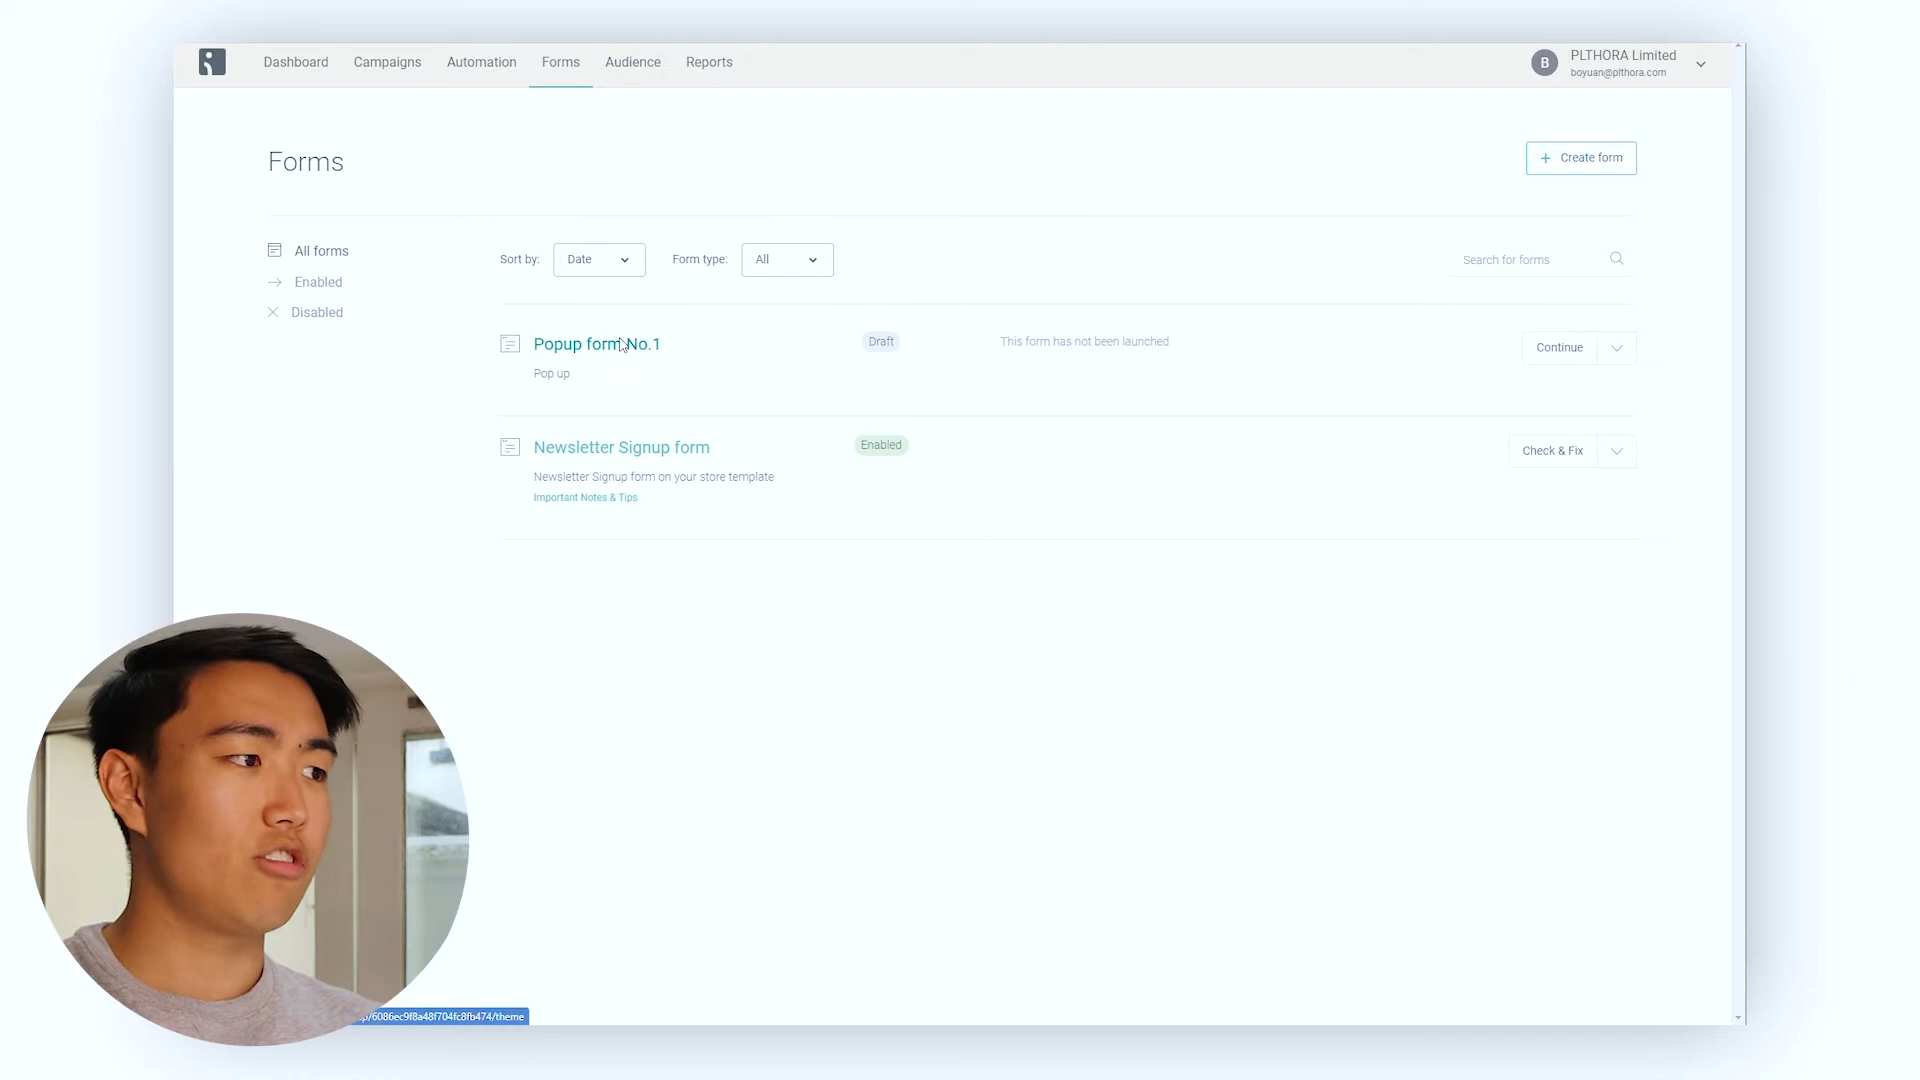 Dashboard Campaigns Automation Forms Audience Reports
B
PLTHORA Limited
boyuan@plthora.com
Forms
+ Create form
All forms
Enabled
Disabled
Sort by: Date Form type: All Search for forms
Popup form No.1 Draft This form has not been launched Continue
Pop up
Newsletter Signup form Enabled Check & Fix
Newsletter Signup form on your store template
Important Notes & Tips
/6086ec9f8a48f704fc8fb474/theme